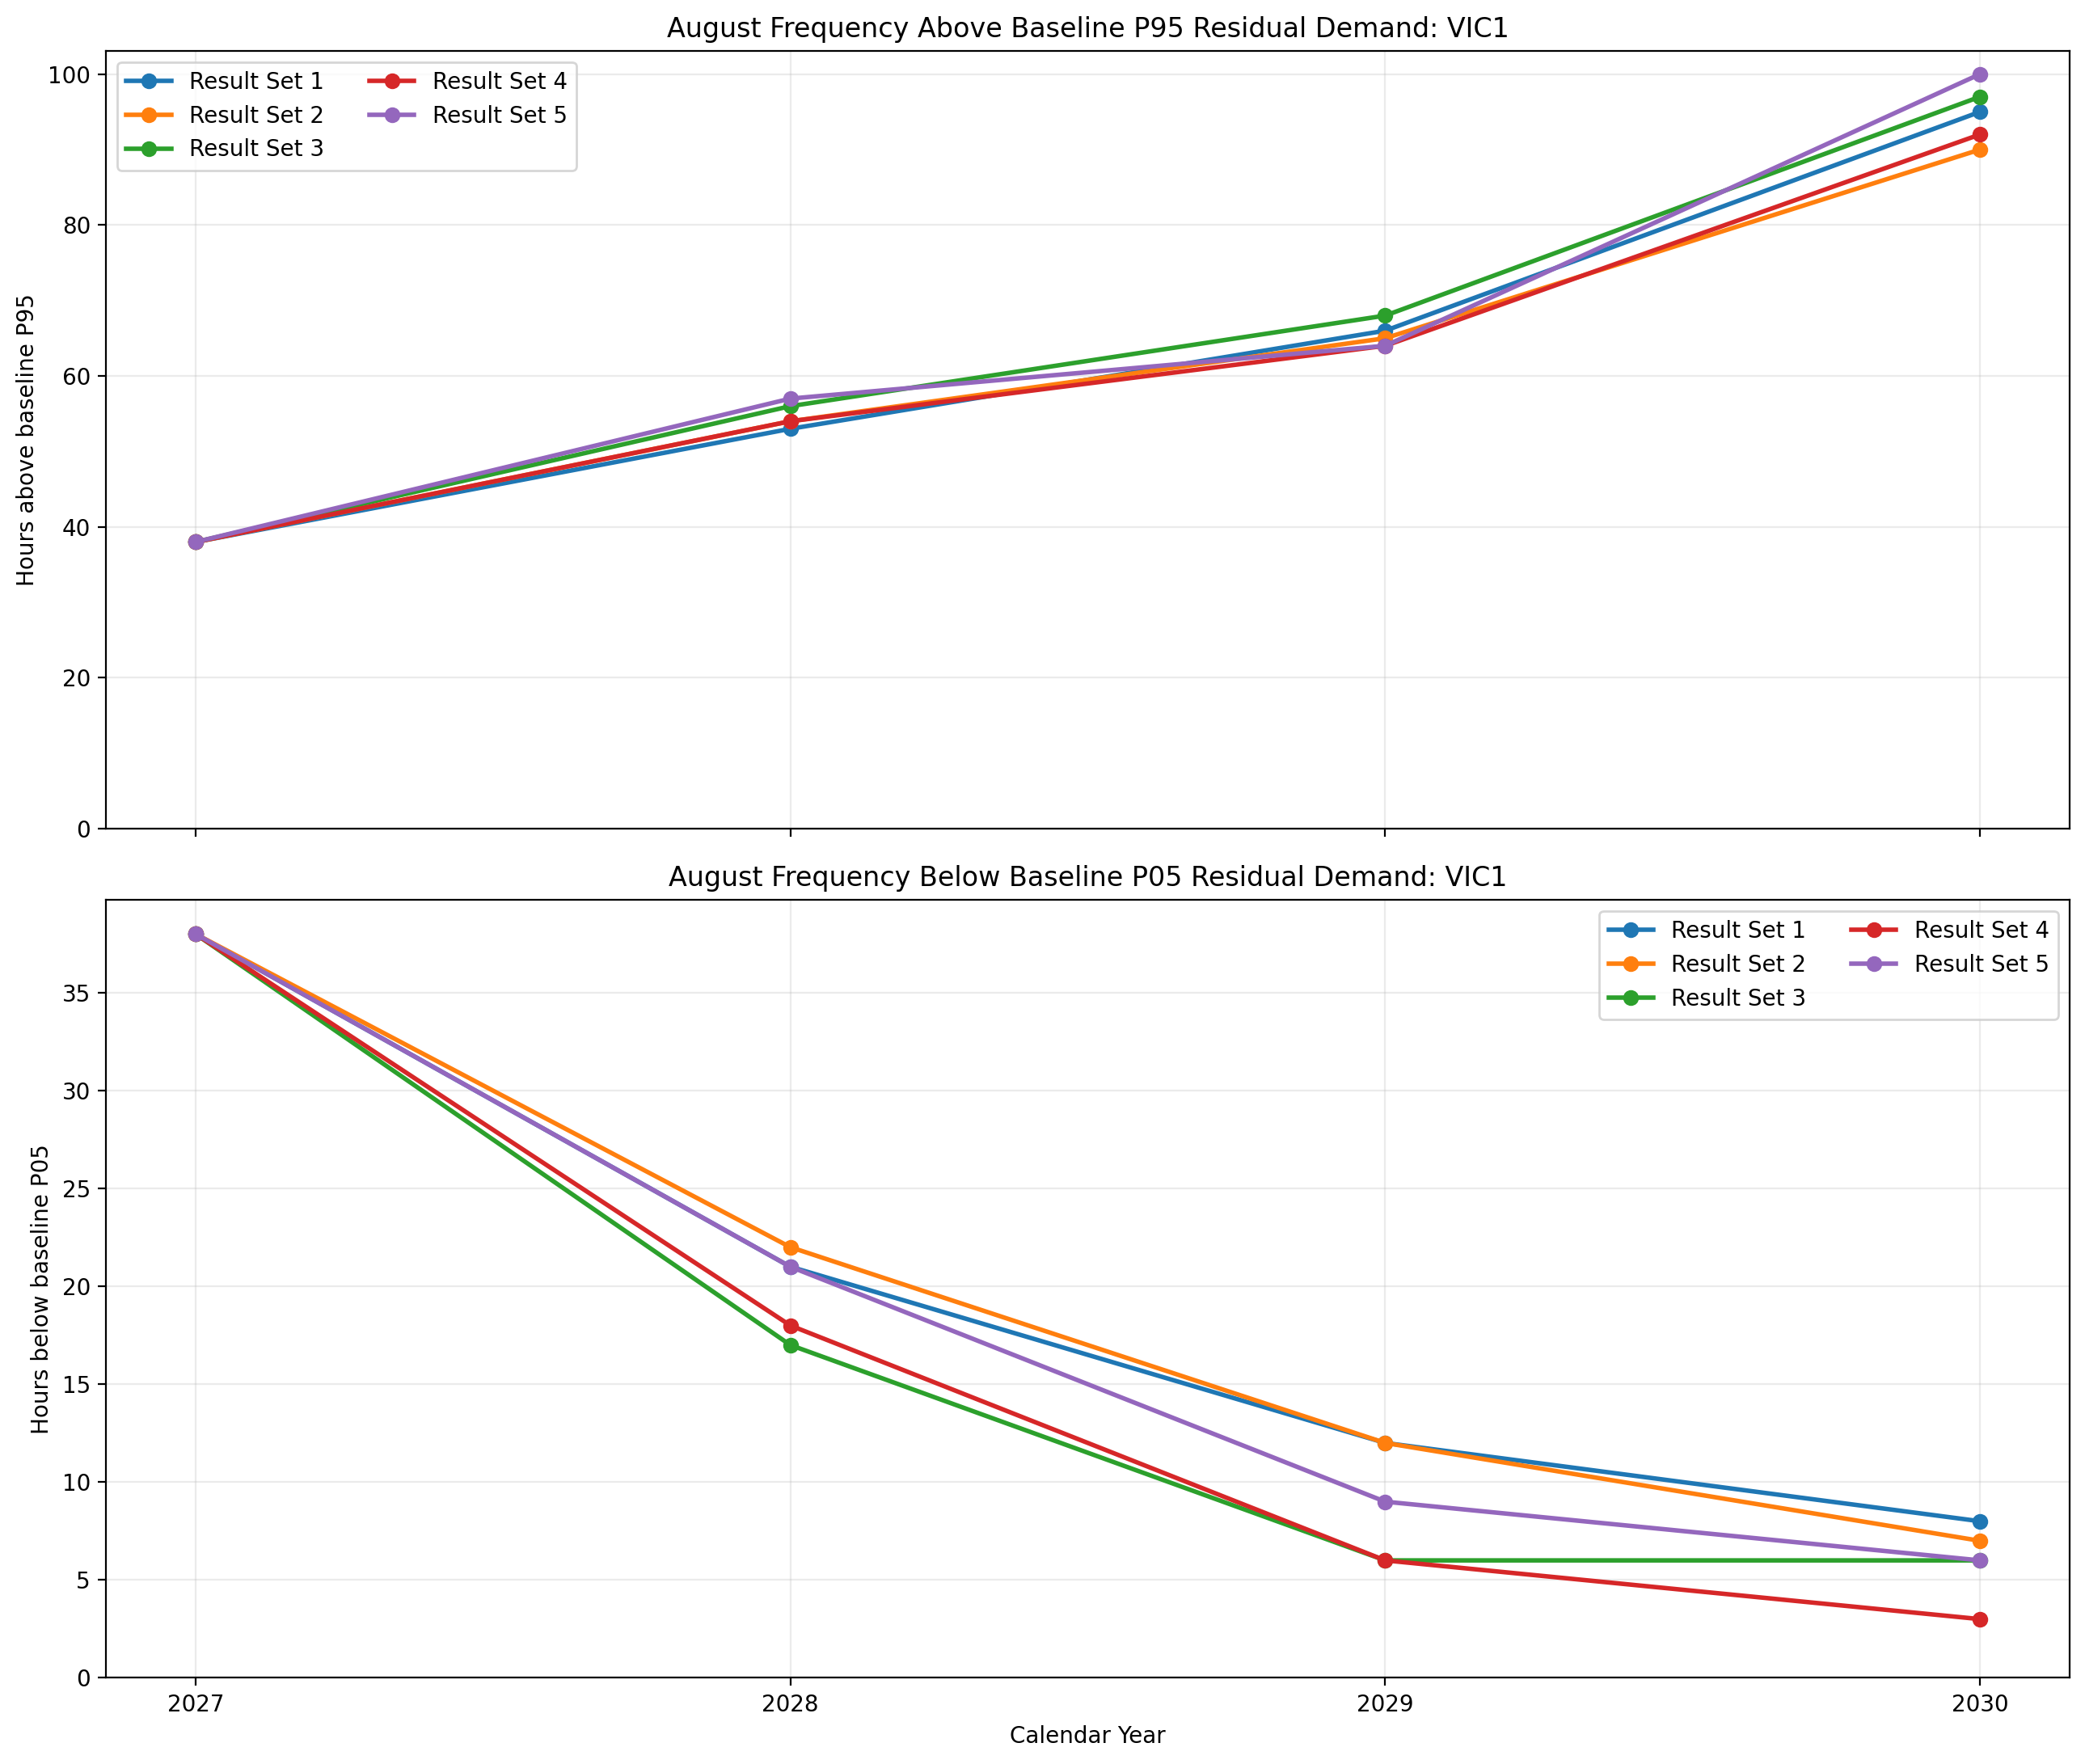 August Frequency Above Baseline P95 Residual Demand: VIC1
Result Set 1
Result Set 2
Result Set 3
Result Set 4
Result Set 5
Hours above baseline P95
100
80
60
40
20
0
August Frequency Below Baseline P05 Residual Demand: VIC1
Result Set 1
Result Set 2
Result Set 3
Result Set 4
Result Set 5
Hours below baseline P05
35
30
25
20
15
10
5
0
2027 2028 2029 2030
Calendar Year